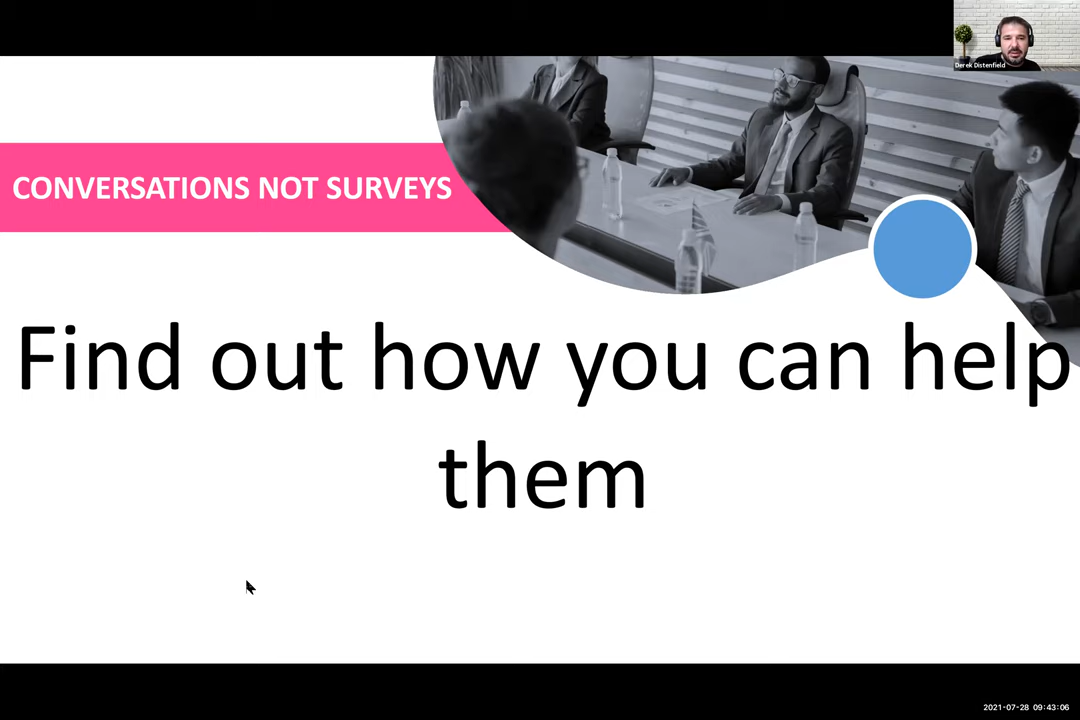 Derek Distenfield
CONVERSATIONS NOT SURVEYS
Find out how you can help
them
2021-07-28 09:43:06